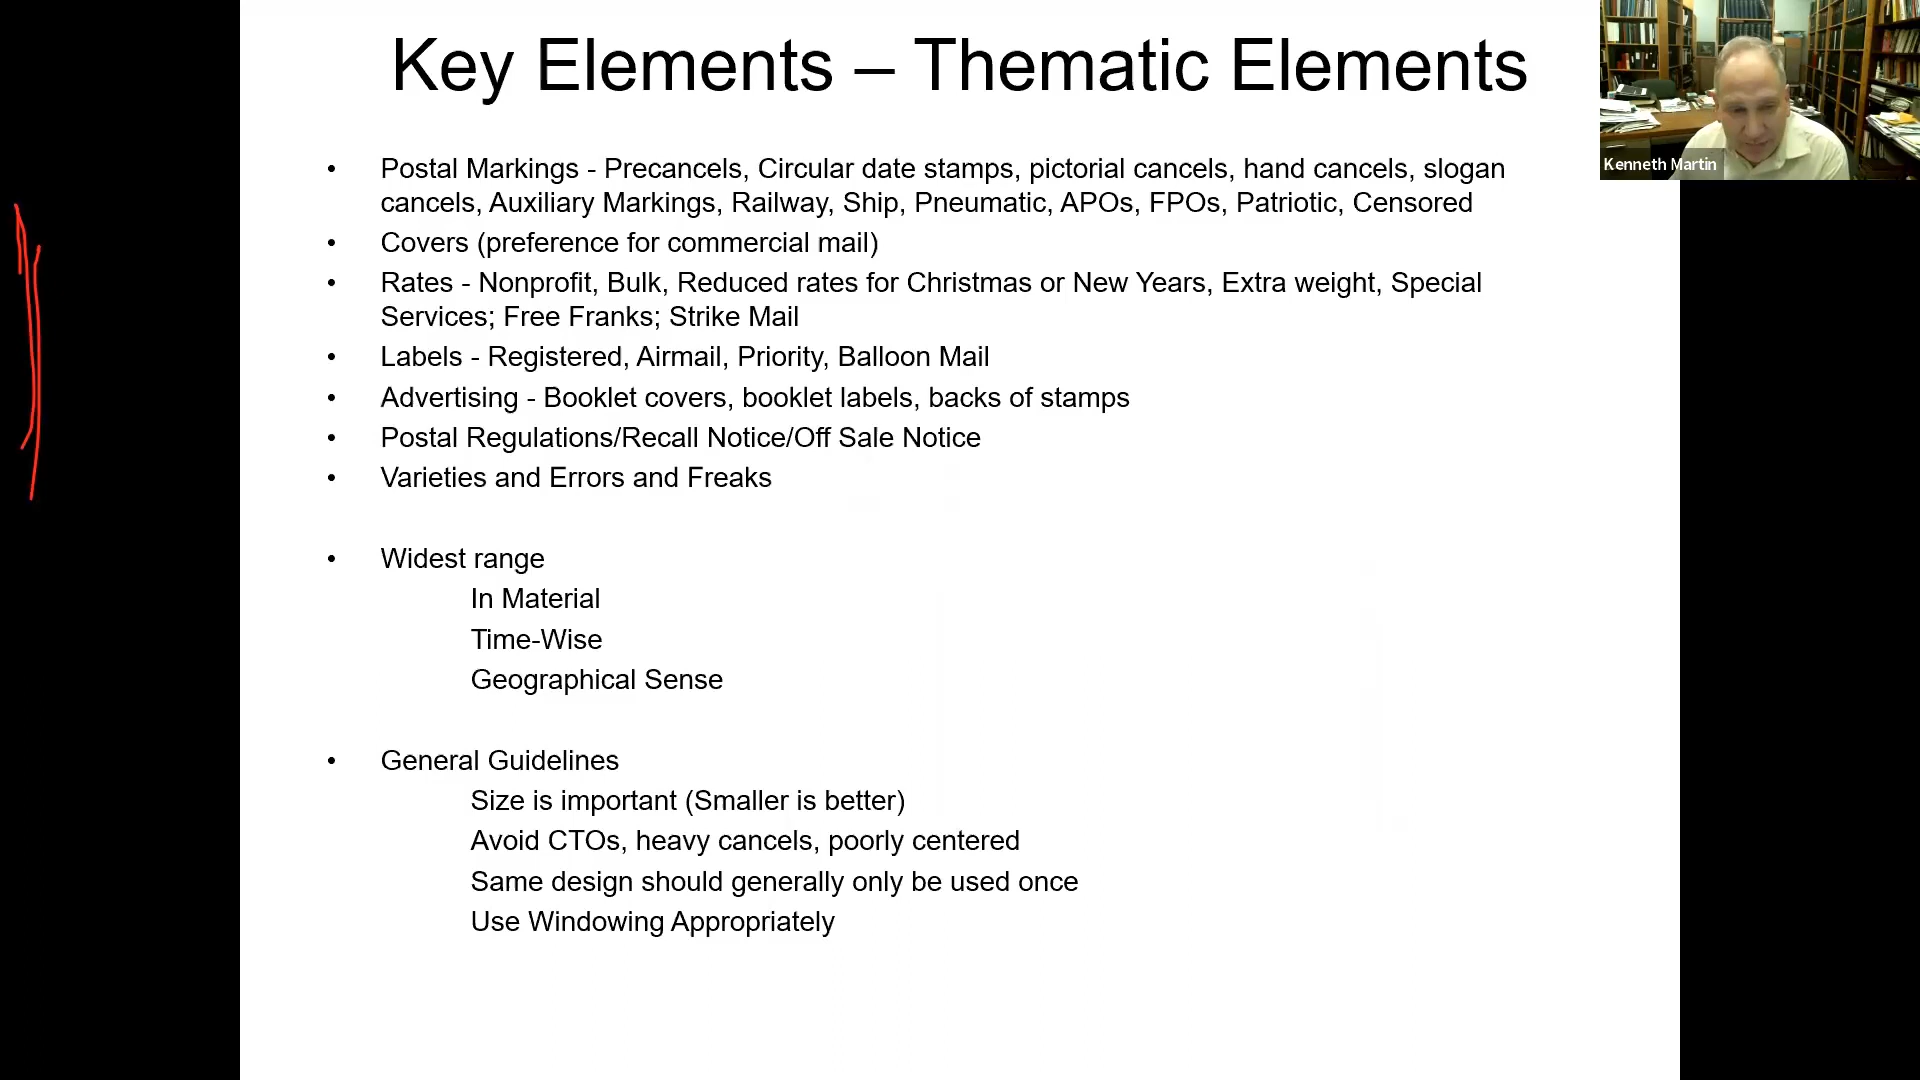 Key Elements – Thematic Elements
Kenneth Martin
• Postal Markings - Precancels, Circular date stamps, pictorial cancels, hand cancels, slogan
cancels, Auxiliary Markings, Railway, Ship, Pneumatic, APOs, FPOs, Patriotic, Censored
• Covers (preference for commercial mail)
• Rates - Nonprofit, Bulk, Reduced rates for Christmas or New Years, Extra weight, Special
Services; Free Franks; Strike Mail
• Labels - Registered, Airmail, Priority, Balloon Mail
• Advertising - Booklet covers, booklet labels, backs of stamps
• Postal Regulations/Recall Notice/Off Sale Notice
• Varieties and Errors and Freaks
• Widest range
In Material
Time-Wise
Geographical Sense
• General Guidelines
Size is important (Smaller is better)
Avoid CTOs, heavy cancels, poorly centered
Same design should generally only be used once
Use Windowing Appropriately